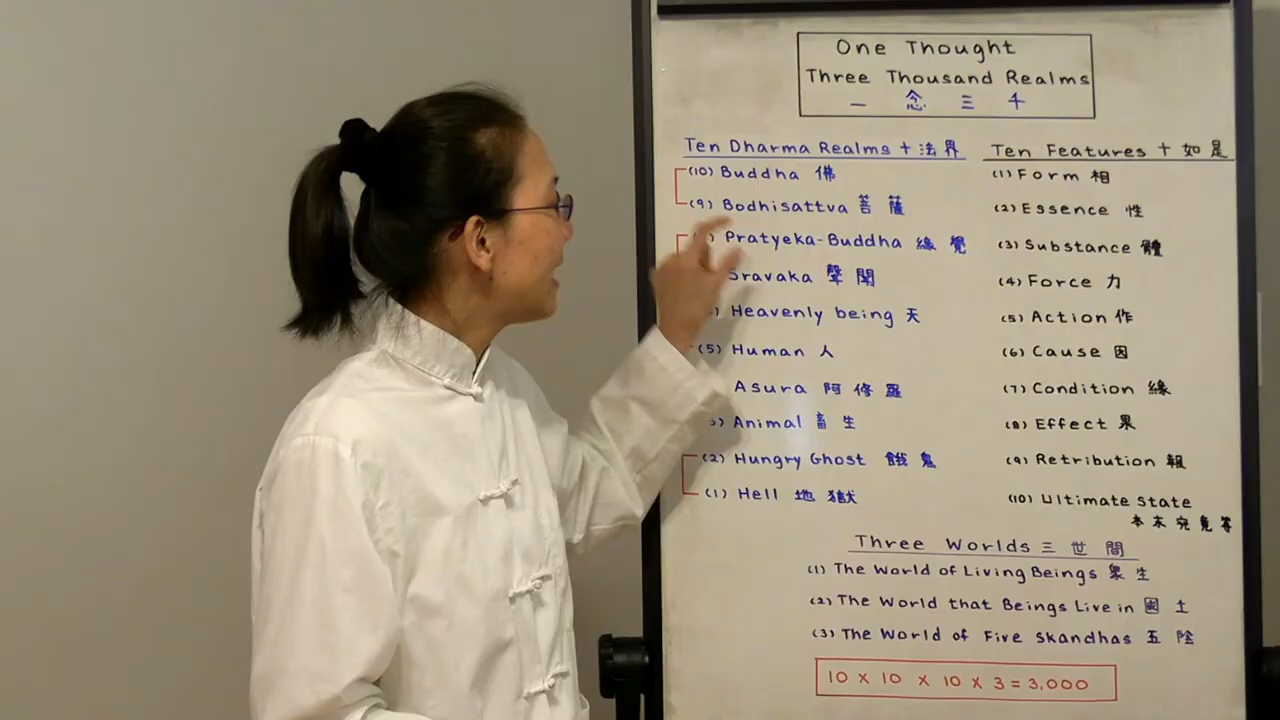 One Thought
Three Thousand Realms
一 念 三 千
Ten Dharma Realms 十 法 界
(10) Buddha 佛
(9) Bodhisattva 菩 薩
Pratyeka-Buddha 緣 覺
Sravaka 聲 聞
Heavenly being 天
(5) Human 人
Asura 阿 修 羅
Animal 畜 生
(2) Hungry Ghost 餓 鬼
(1) Hell 地 獄
Ten Features 十 如 是
(1) Form 相
(2) Essence 性
(3) Substance 體
(4) Force 力
(5) Action 作
(6) Cause 因
(7) Condition 緣
(8) Effect 果
(9) Retribution 報
(10) Ultimate State
本 末 究 竟 等
Three Worlds 三 世 間
(1) The World of Living Beings 眾 生
(2) The World that Beings Live in 國 土
(3) The World of Five Skandhas 五 陰
10 × 10 × 10 × 3 = 3,000